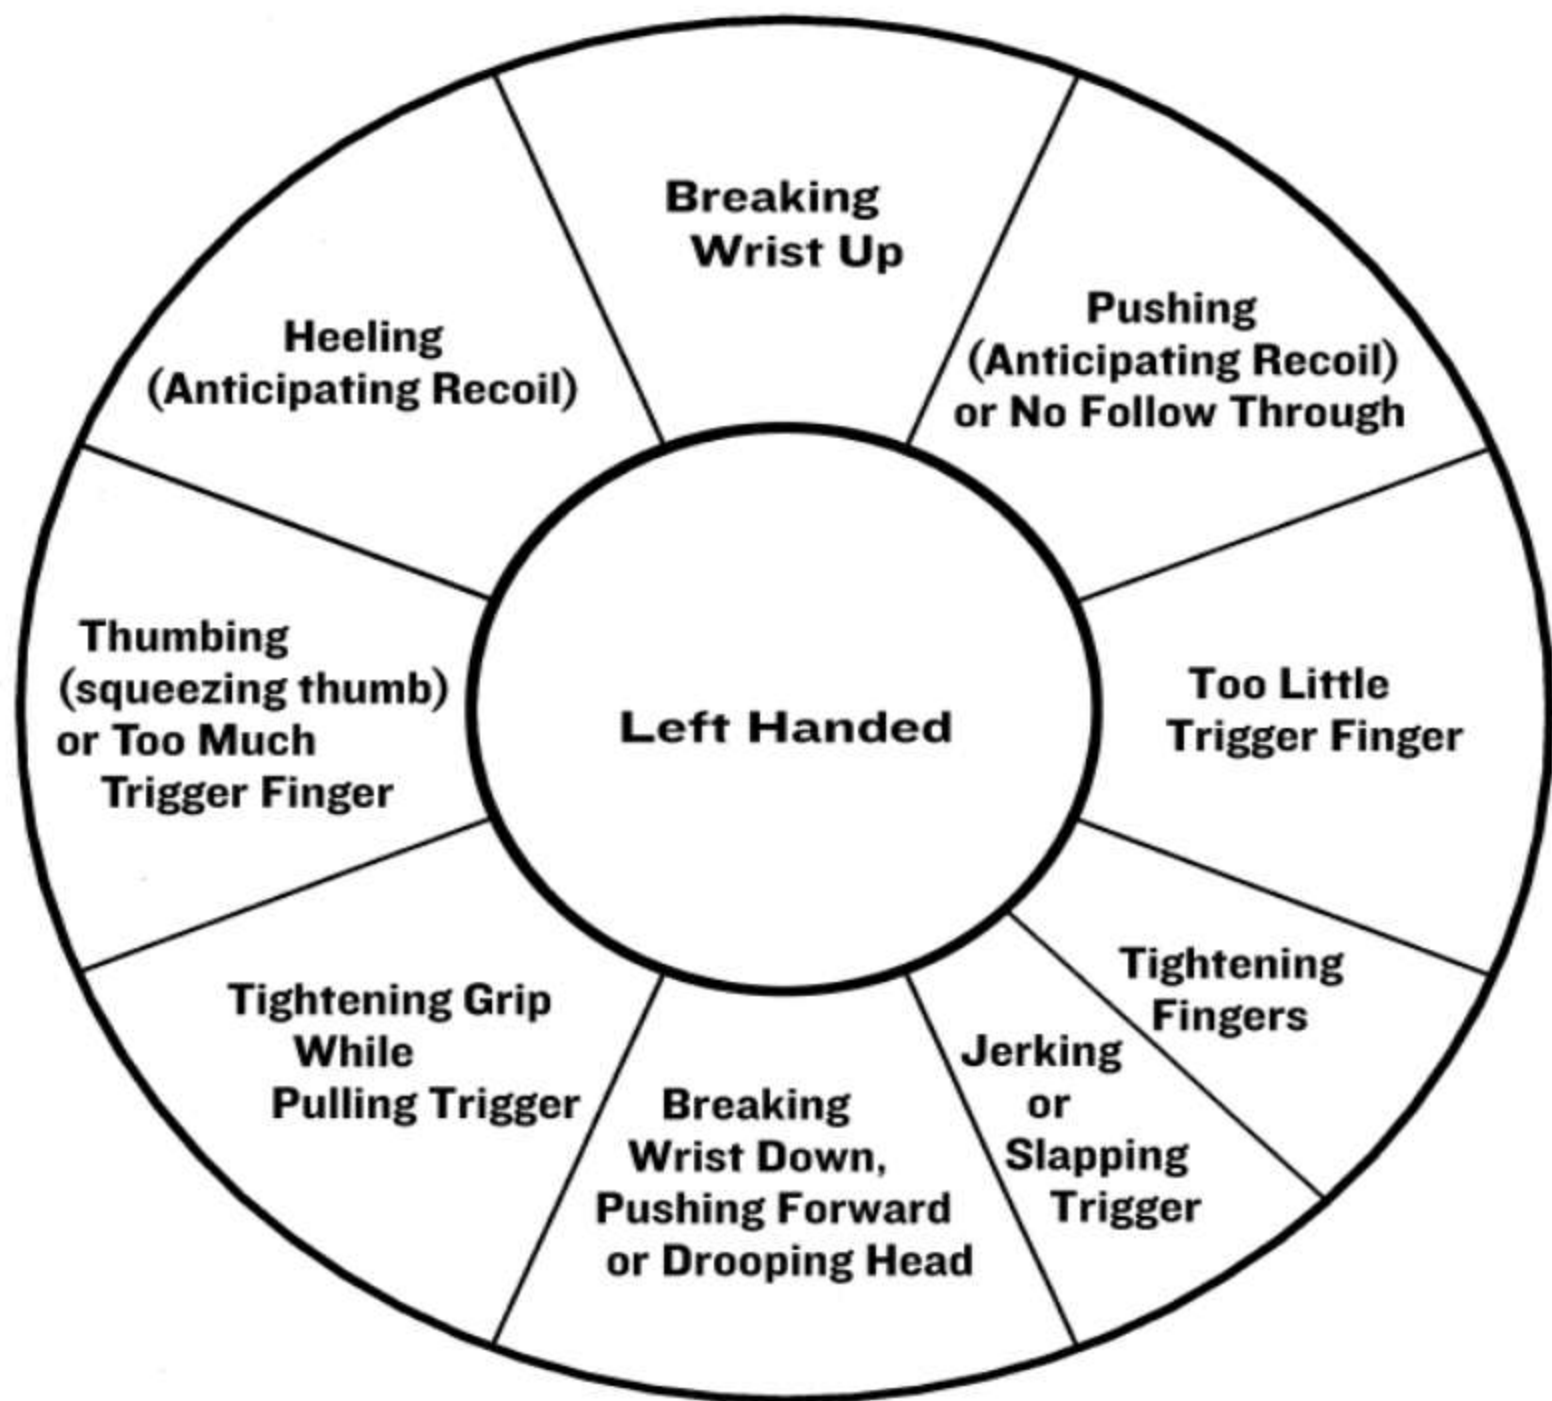 Breaking
Wrist Up
Pushing
(Anticipating Recoil)
or No Follow Through
Heeling
(Anticipating Recoil)
Thumbing
(squeezing thumb)
or Too Much
Trigger Finger
Left Handed
Too Little
Trigger Finger
Tightening
Fingers
Jerking
or
Slapping
Trigger
Tightening Grip
While
Pulling Trigger
Breaking
Wrist Down,
Pushing Forward
or Drooping Head